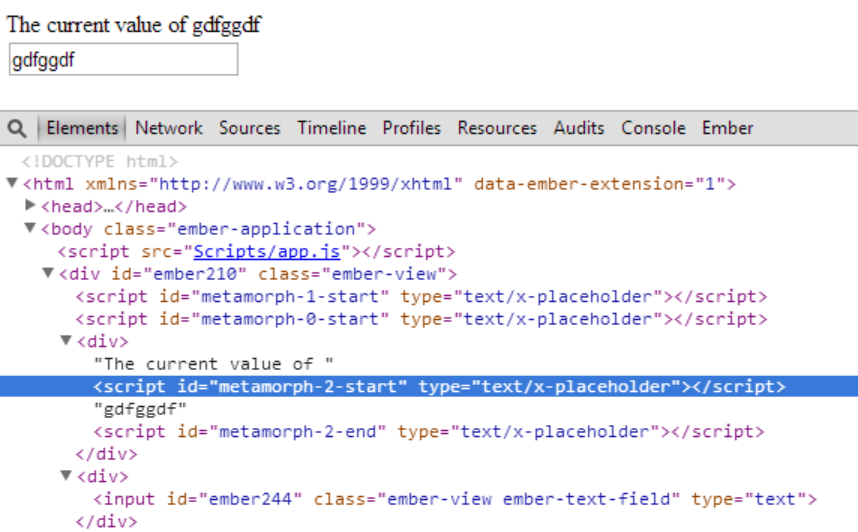 The current value of gdfggdf
gdfggdf
Elements Network Sources Timeline Profiles Resources Audits Console Ember
<!DOCTYPE html>
▼<html xmlns="http://www.w3.org/1999/xhtml" data-ember-extension="1">
▶<head>…</head>
▼<body class="ember-application">
<script src="Scripts/app.js"></script>
▼<div id="ember210" class="ember-view">
<script id="metamorph-1-start" type="text/x-placeholder"></script>
<script id="metamorph-0-start" type="text/x-placeholder"></script>
▼<div>
"The current value of "
<script id="metamorph-2-start" type="text/x-placeholder"></script>
"gdfggdf"
<script id="metamorph-2-end" type="text/x-placeholder"></script>
</div>
▼<div>
<input id="ember244" class="ember-view ember-text-field" type="text">
</div>